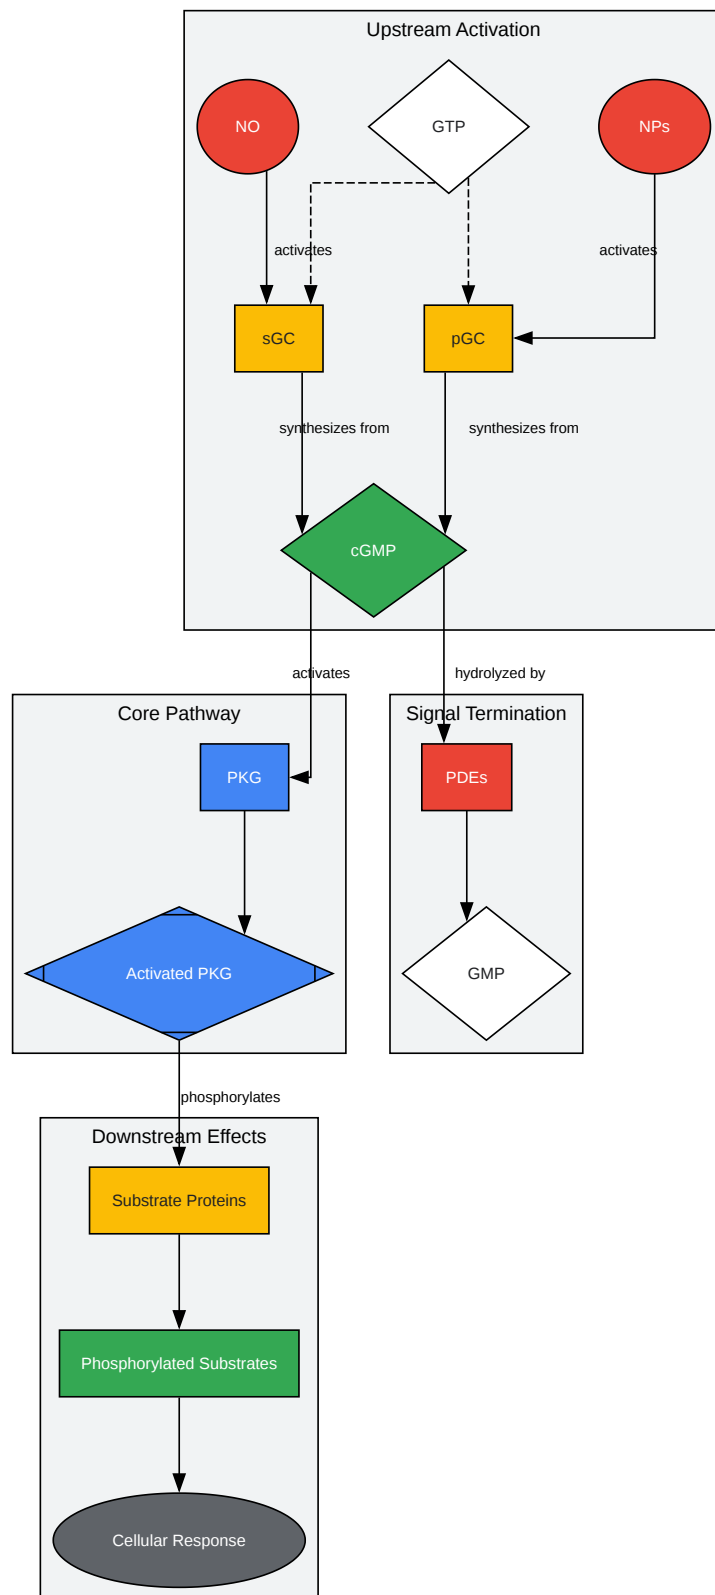 Upstream Activation
NO
GTP
NPs
activates
activates
sGC
pGC
synthesizes from
synthesizes from
cGMP
activates
hydrolyzed by
Core Pathway
Signal Termination
PKG
PDEs
Activated PKG
GMP
phosphorylates
Downstream Effects
Substrate Proteins
Phosphorylated Substrates
Cellular Response